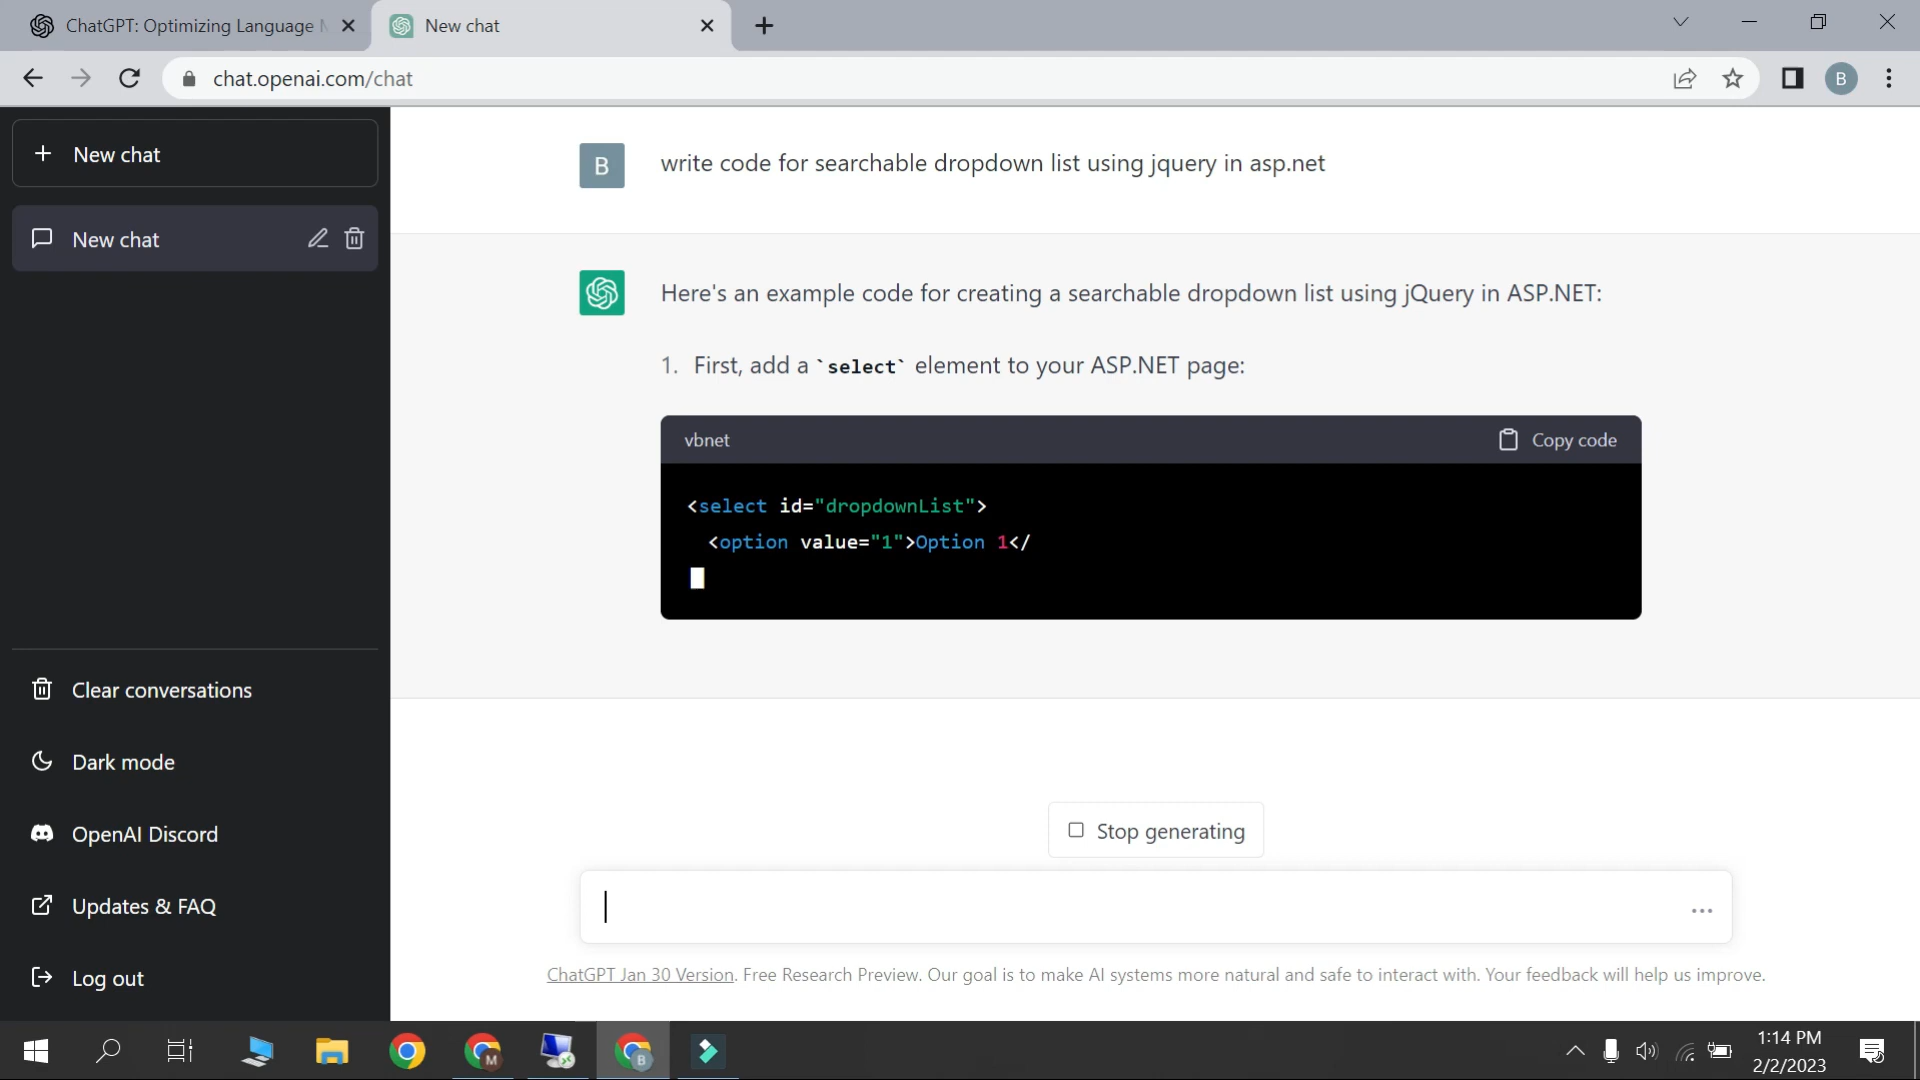 ChatGPT: Optimizing Language
New chat
chat.openai.com/chat
B
New chat
New chat
Clear conversations
Dark mode
OpenAI Discord
Updates & FAQ
Log out
B
write code for searchable dropdown list using jquery in asp.net
Here's an example code for creating a searchable dropdown list using jQuery in ASP.NET:
1. First, add a `select` element to your ASP.NET page:
vbnet
Copy code
<select id="dropdownList">
<option value="1">Option 1</
Stop generating
ChatGPT Jan 30 Version. Free Research Preview. Our goal is to make AI systems more natural and safe to interact with. Your feedback will help us improve.
M
B
1:14 PM
2/2/2023